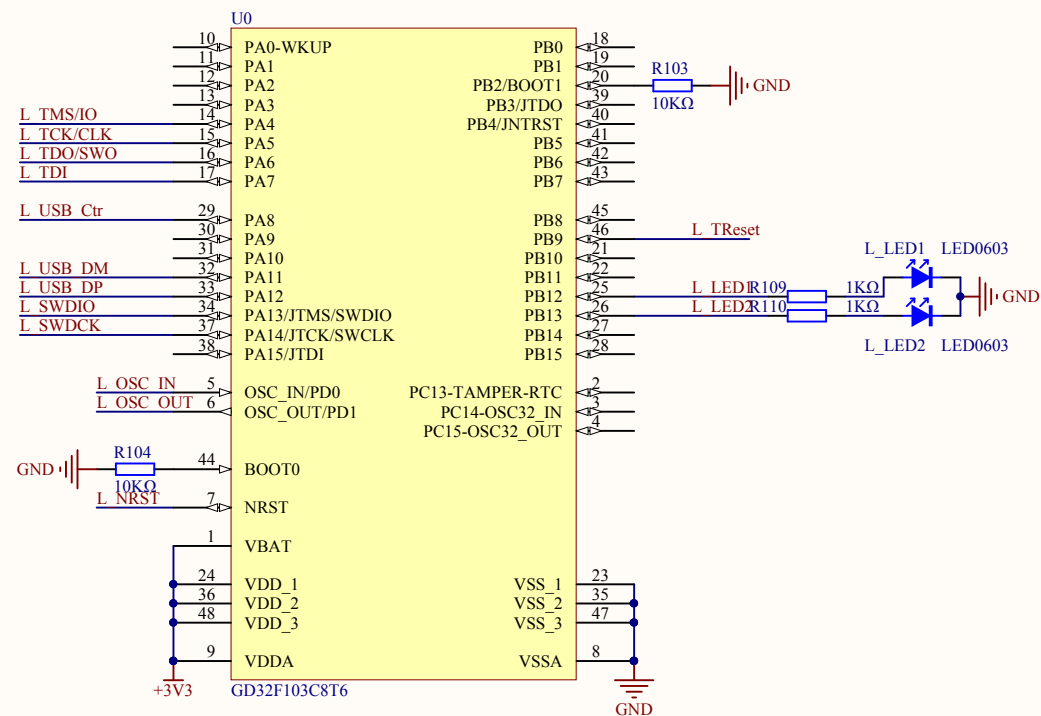 U0
10 PA0-WKUP PB0 18
11 PA1 PB1 19
12 PA2 PB2/BOOT1 20 R103 10KΩ GND
13 PA3 PB3/JTDO 39
L_TMS/IO 14 PA4 PB4/JNTRST 40
L_TCK/CLK 15 PA5 PB5 41
L_TDO/SWO 16 PA6 PB6 42
L_TDI 17 PA7 PB7 43
L_USB_Ctr 29 PA8 PB8 45
30 PA9 PB9 46 L_TReset
31 PA10 PB10 21
L_USB_DM 32 PA11 PB11 22 L_LED1 LED0603
L_USB_DP 33 PA12 PB12 25 L_LED1 R109 1KΩ GND
L_SWDIO 34 PA13/JTMS/SWDIO PB13 26 L_LED2 R110 1KΩ
L_SWDCK 37 PA14/JTCK/SWCLK PB14 27
38 PA15/JTDI PB15 28 L_LED2 LED0603
L_OSC_IN 5 OSC_IN/PD0 PC13-TAMPER-RTC 2
L_OSC_OUT 6 OSC_OUT/PD1 PC14-OSC32_IN 3
PC15-OSC32_OUT 4
R104
GND 44 BOOT0
10KΩ
L_NRST 7 NRST
1 VBAT
24 VDD_1 VSS_1 23
36 VDD_2 VSS_2 35
48 VDD_3 VSS_3 47
9 VDDA VSSA 8
+3V3 GD32F103C8T6
GND